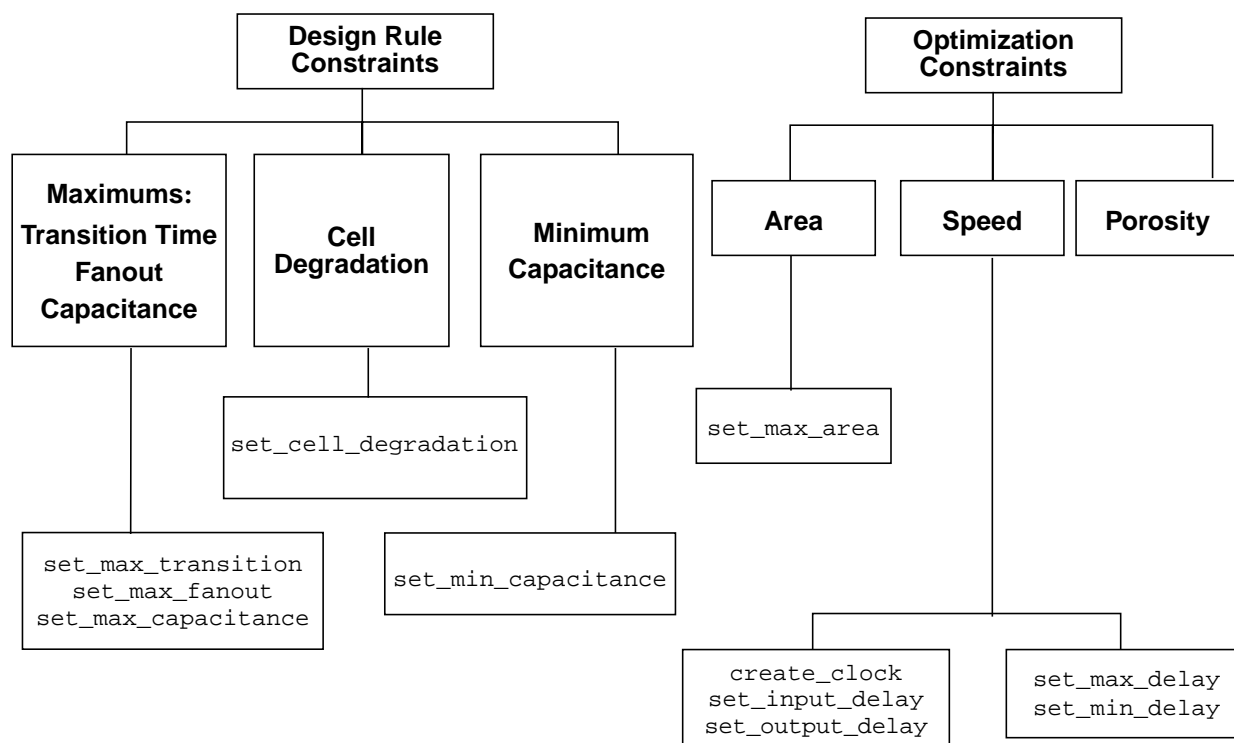 Design Rule
Constraints
Optimization
Constraints
Maximums:
Transition Time
Fanout
Capacitance
Cell
Degradation
Minimum
Capacitance
Area
Speed
Porosity
set_cell_degradation
set_max_area
set_max_transition
set_max_fanout
set_max_capacitance
set_min_capacitance
create_clock
set_input_delay
set_output_delay
set_max_delay
set_min_delay